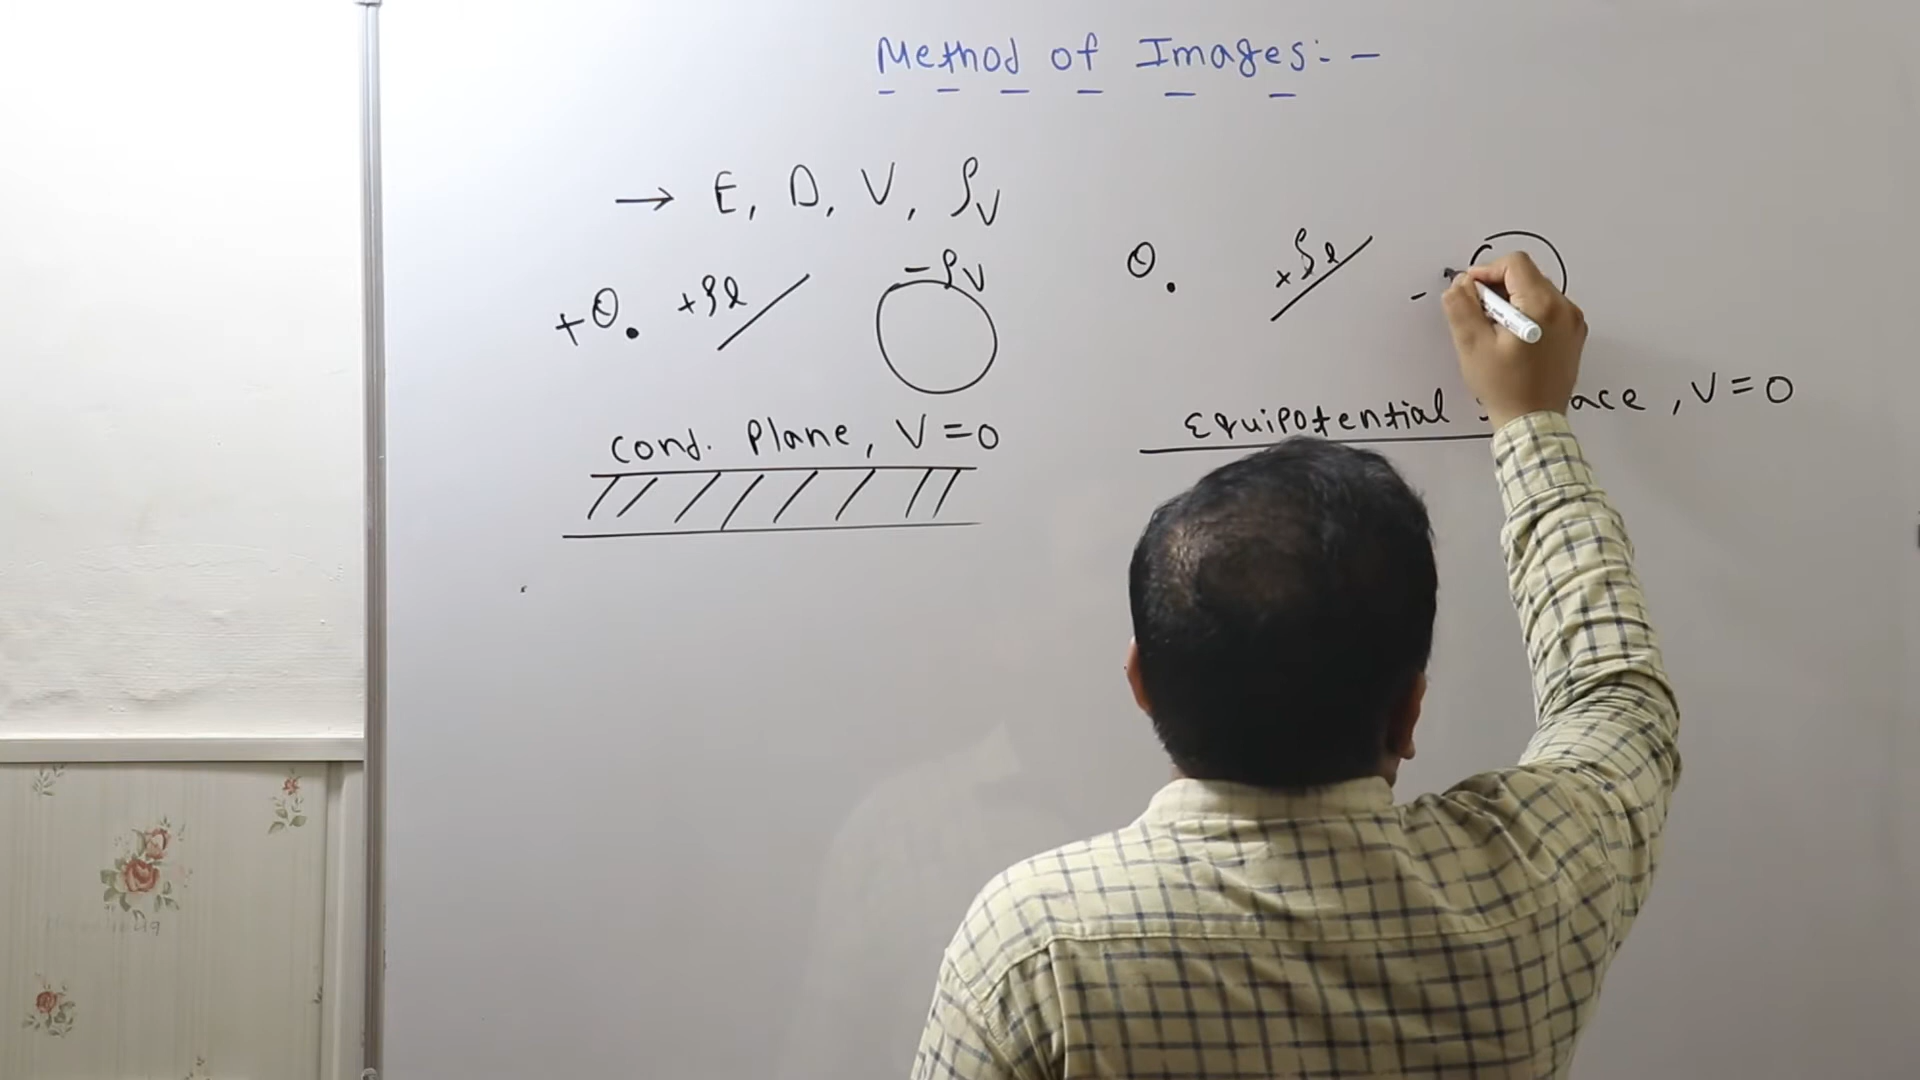 Method of Images: -
→ E, D, V, ρv
+Q. +ρl -ρv
Cond. Plane, V=0
Q. +ρl -
Equipotential ace, V=0